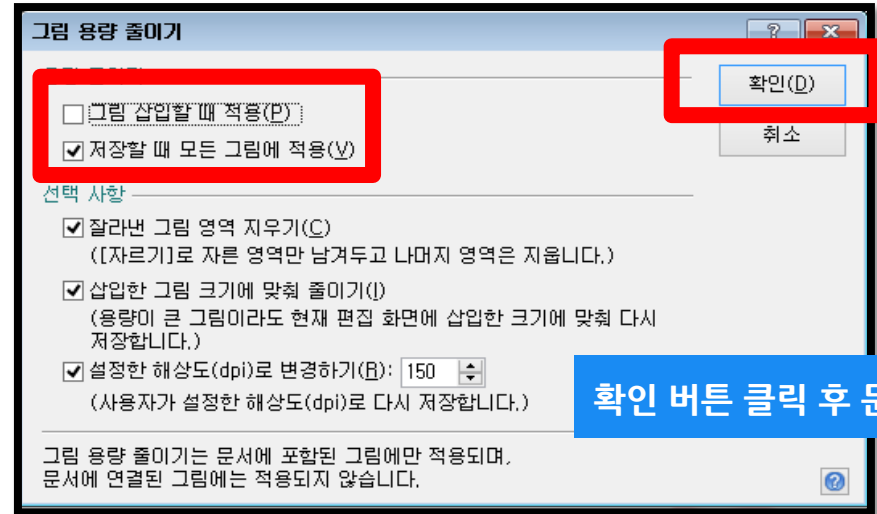 그림 용량 줄이기
확인(D)
그림 삽입할 때 적용(P)
취소
저장할 때 모든 그림에 적용(V)
선택 사항
잘라낸 그림 영역 지우기(C)
([자르기]로 자른 영역만 남겨두고 나머지 영역은 지웁니다.)
삽입한 그림 크기에 맞춰 줄이기(I)
(용량이 큰 그림이라도 현재 편집 화면에 삽입한 크기에 맞춰 다시
저장합니다.)
설정한 해상도(dpi)로 변경하기(R): 150
(사용자가 설정한 해상도(dpi)로 다시 저장합니다.)
확인 버튼 클릭 후
그림 용량 줄이기는 문서에 포함된 그림에만 적용되며,
문서에 연결된 그림에는 적용되지 않습니다.